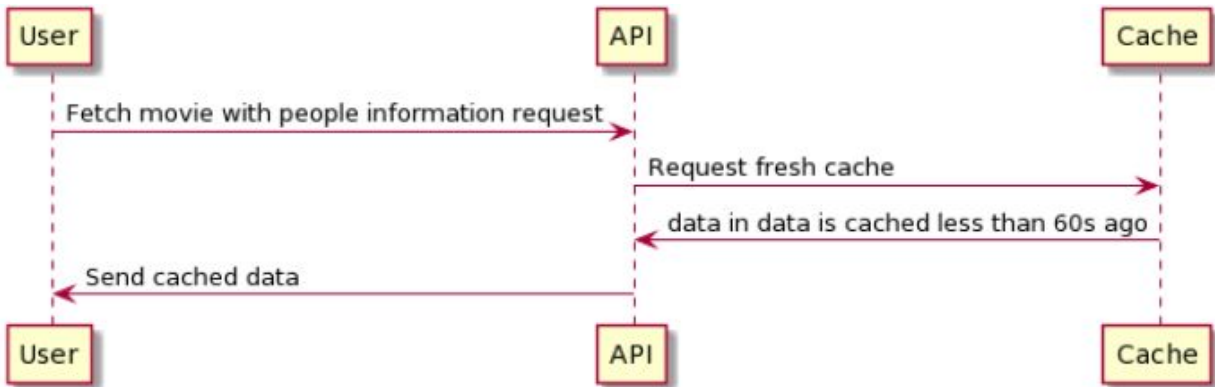 User API Cache
Fetch movie with people information request
Request fresh cache
data in data is cached less than 60s ago
Send cached data
User API Cache